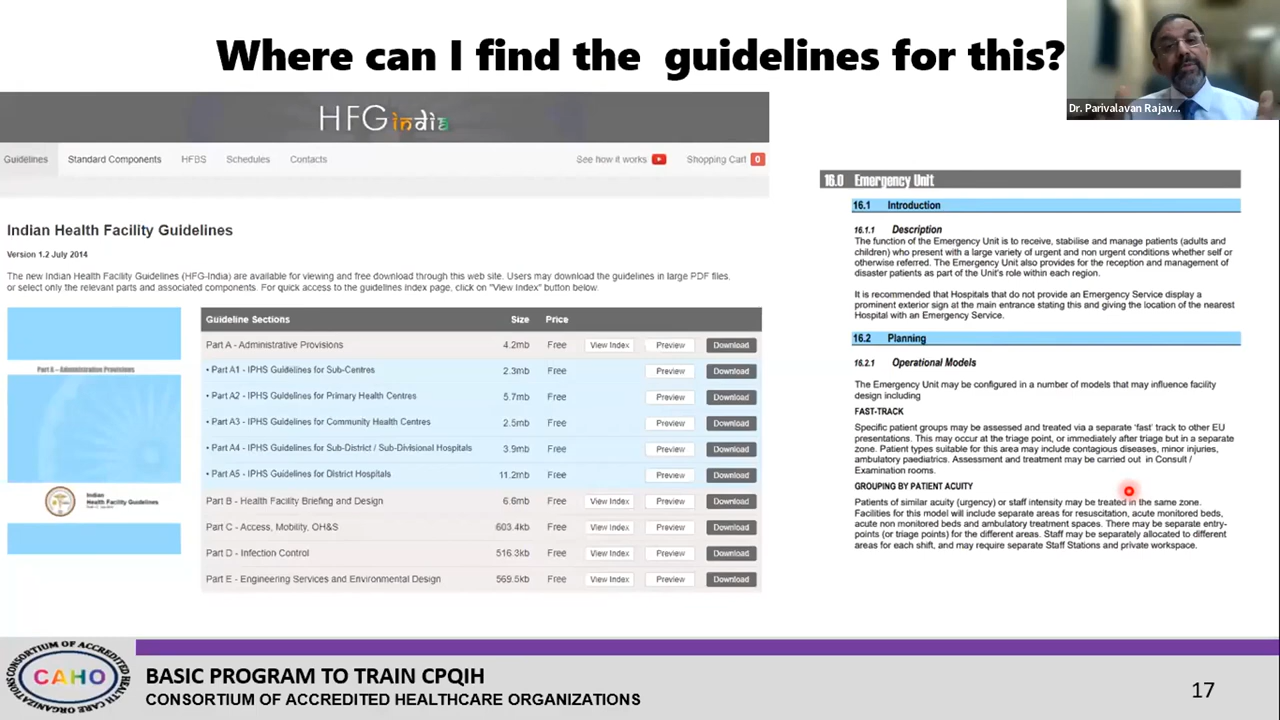 Where can I find the guidelines for this?
Dr. Parivalavan Rajav...
HFG india
Guidelines Standard Components HFBS Schedules Contacts See how it works Shopping Cart 0
Indian Health Facility Guidelines
Version 1.2 July 2014
The new Indian Health Facility Guidelines (HFG-India) are available for viewing and free download through this web site. Users may download the guidelines in large PDF files,
or select only the relevant parts and associated components. For quick access to the guidelines index page, click on "View Index" button below.
Part A - Administrative Provisions
Indian
Health Facility Guidelines
Guideline Sections Size Price
Part A - Administrative Provisions 4.2mb Free View Index Preview Download
• Part A1 - IPHS Guidelines for Sub-Centres 2.3mb Free Preview Download
• Part A2 - IPHS Guidelines for Primary Health Centres 5.7mb Free Preview Download
• Part A3 - IPHS Guidelines for Community Health Centres 2.5mb Free Preview Download
• Part A4 - IPHS Guidelines for Sub-District / Sub-Divisional Hospitals 3.9mb Free Preview Download
• Part A5 - IPHS Guidelines for District Hospitals 11.2mb Free Preview Download
Part B - Health Facility Briefing and Design 6.6mb Free View Index Preview Download
Part C - Access, Mobility, OH&S 603.4kb Free View Index Preview Download
Part D - Infection Control 516.3kb Free View Index Preview Download
Part E - Engineering Services and Environmental Design 569.5kb Free View Index Preview Download
16.0 Emergency Unit
16.1 Introduction
16.1.1 Description
The function of the Emergency Unit is to receive, stabilise and manage patients (adults and
children) who present with a large variety of urgent and non urgent conditions whether self or
otherwise referred. The Emergency Unit also provides for the reception and management of
disaster patients as part of the Unit's role within each region.
It is recommended that Hospitals that do not provide an Emergency Service display a
prominent exterior sign at the main entrance stating this and giving the location of the nearest
Hospital with an Emergency Service.
16.2 Planning
16.2.1 Operational Models
The Emergency Unit may be configured in a number of models that may influence facility
design including
FAST-TRACK
Specific patient groups may be assessed and treated via a separate 'fast' track to other EU
presentations. This may occur at the triage point, or immediately after triage but in a separate
zone. Patient types suitable for this area may include contagious diseases, minor injuries,
ambulatory paediatrics. Assessment and treatment may be carried out in Consult /
Examination rooms.
GROUPING BY PATIENT ACUITY
Patients of similar acuity (urgency) or staff intensity may be treated in the same zone.
Facilities for this model will include separate areas for resuscitation, acute monitored beds,
acute non monitored beds and ambulatory treatment spaces. There may be separate entry-
points (or triage points) for the different areas. Staff may be separately allocated to different
areas for each shift, and may require separate Staff Stations and private workspace.
CONSORTIUM OF ACCREDITED HEALTH CARE ORGANIZATIONS
CAHO
BASIC PROGRAM TO TRAIN CPQIH
CONSORTIUM OF ACCREDITED HEALTHCARE ORGANIZATIONS
17